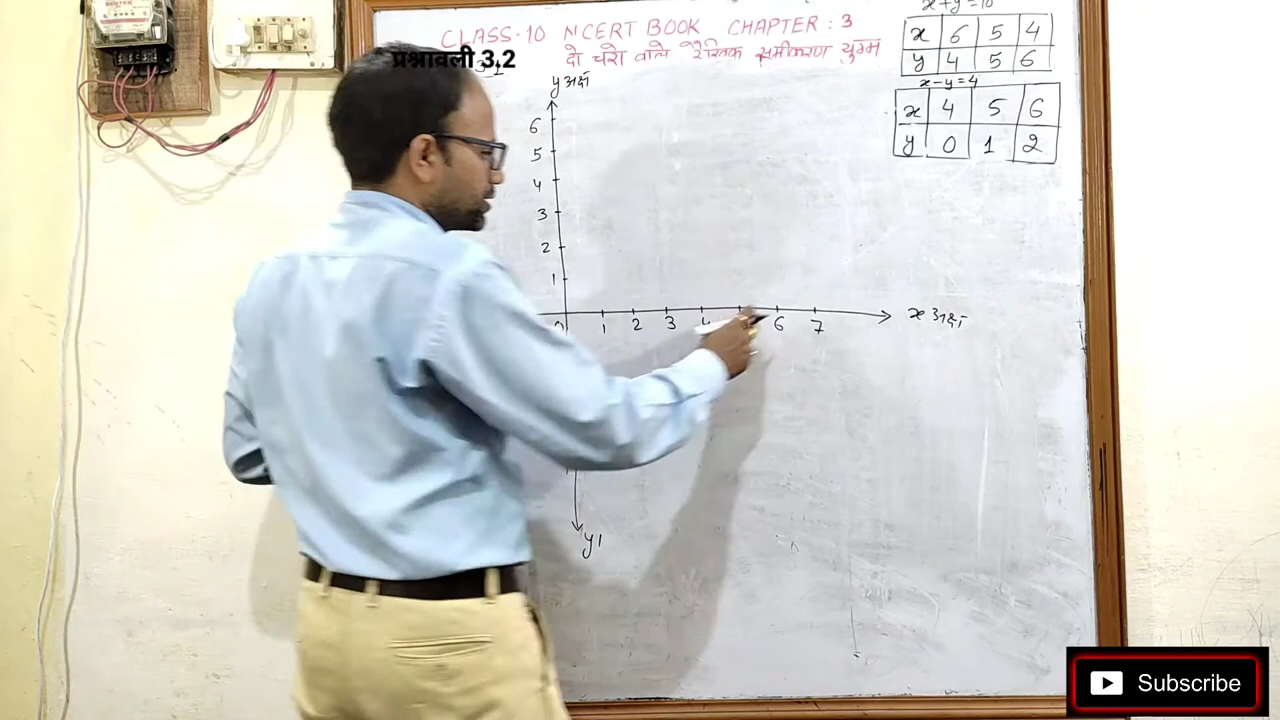 CLASS-10 NCERT BOOK CHAPTER : 3
दो चरो वाले रैखिक समीकरण युग्म
प्रश्नावली 3.2
x+y=10
x 6 5 4
y 4 5 6
x-y=4
x 4 5 6
y 0 1 2
y अक्ष
6
5
4
3
2
1
0 1 2 3 4 6 7 x अक्ष
y1
Subscribe